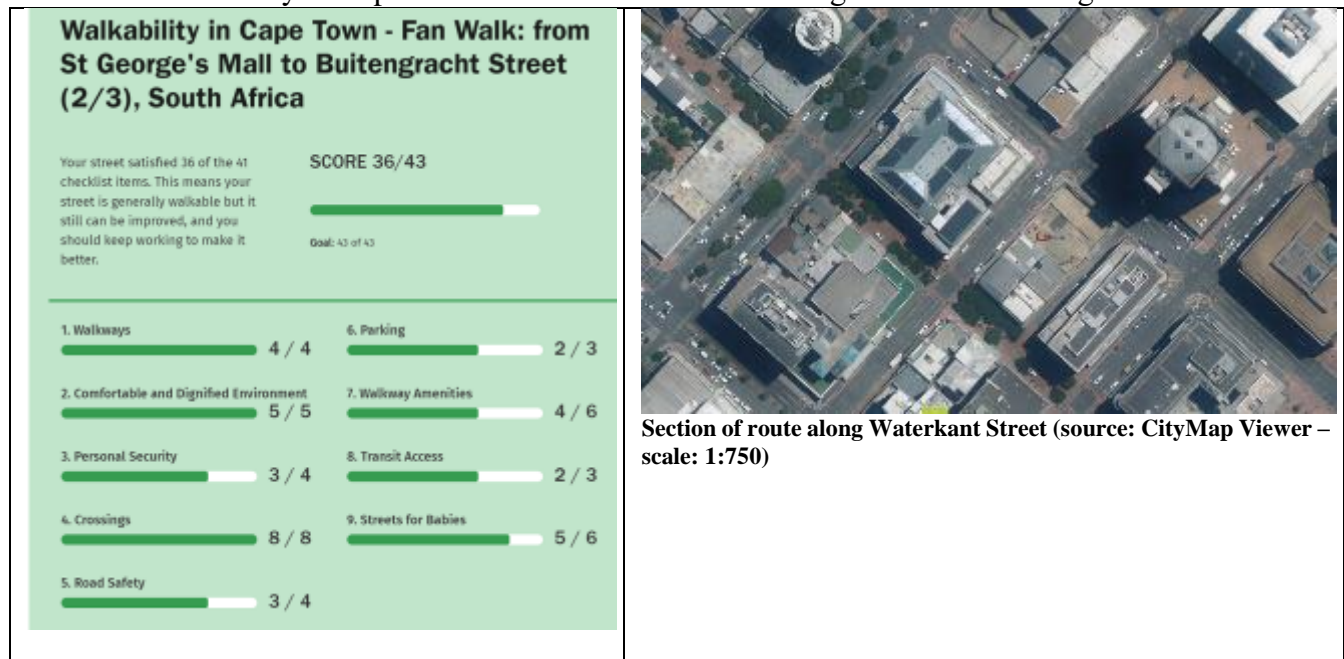 Walkability in Cape Town - Fan Walk: from
St George's Mall to Buitengracht Street
(2/3), South Africa
Your street satisfied 36 of the 41
checklist items. This means your
street is generally walkable but it
still can be improved, and you
should keep working to make it
better.
SCORE 36/43
Goal: 43 of 43
1. Walkways
4 / 4
2. Comfortable and Dignified Environment
5 / 5
3. Personal Security
3 / 4
4. Crossings
8 / 8
5. Road Safety
3 / 4
6. Parking
2 / 3
7. Walkway Amenities
4 / 6
8. Transit Access
2 / 3
9. Streets for Babies
5 / 6
Section of route along Waterkant Street (source: CityMap Viewer –
scale: 1:750)